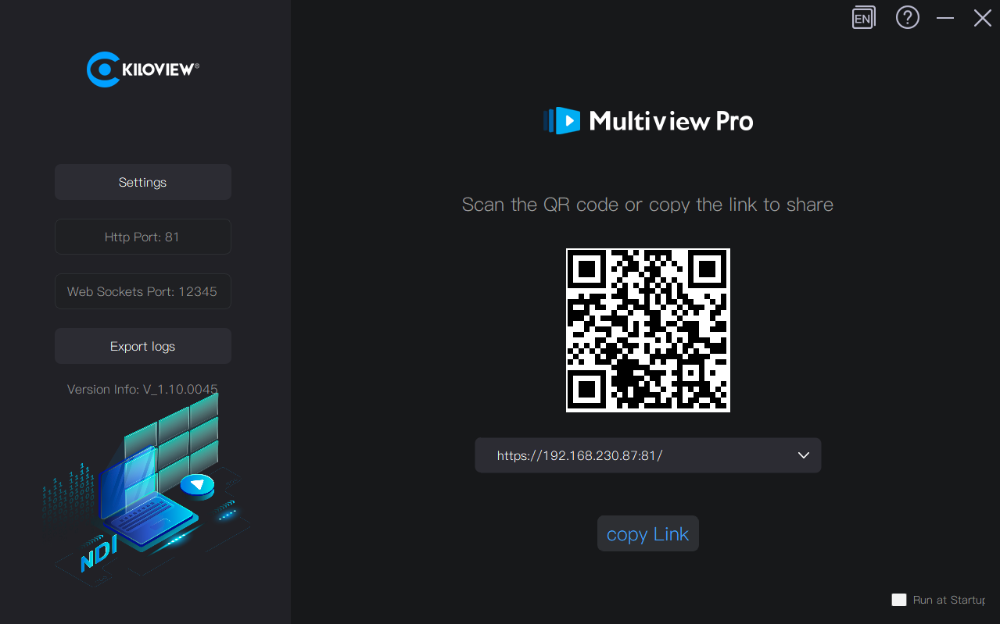 EN
?
KILOVIEW®
Multiview Pro
Settings
Scan the QR code or copy the link to share
Http Port: 81
Web Sockets Port: 12345
Export logs
Version Info: V_1.10.0045
https://192.168.230.87:81/
NDI
copy Link
Run at Startup